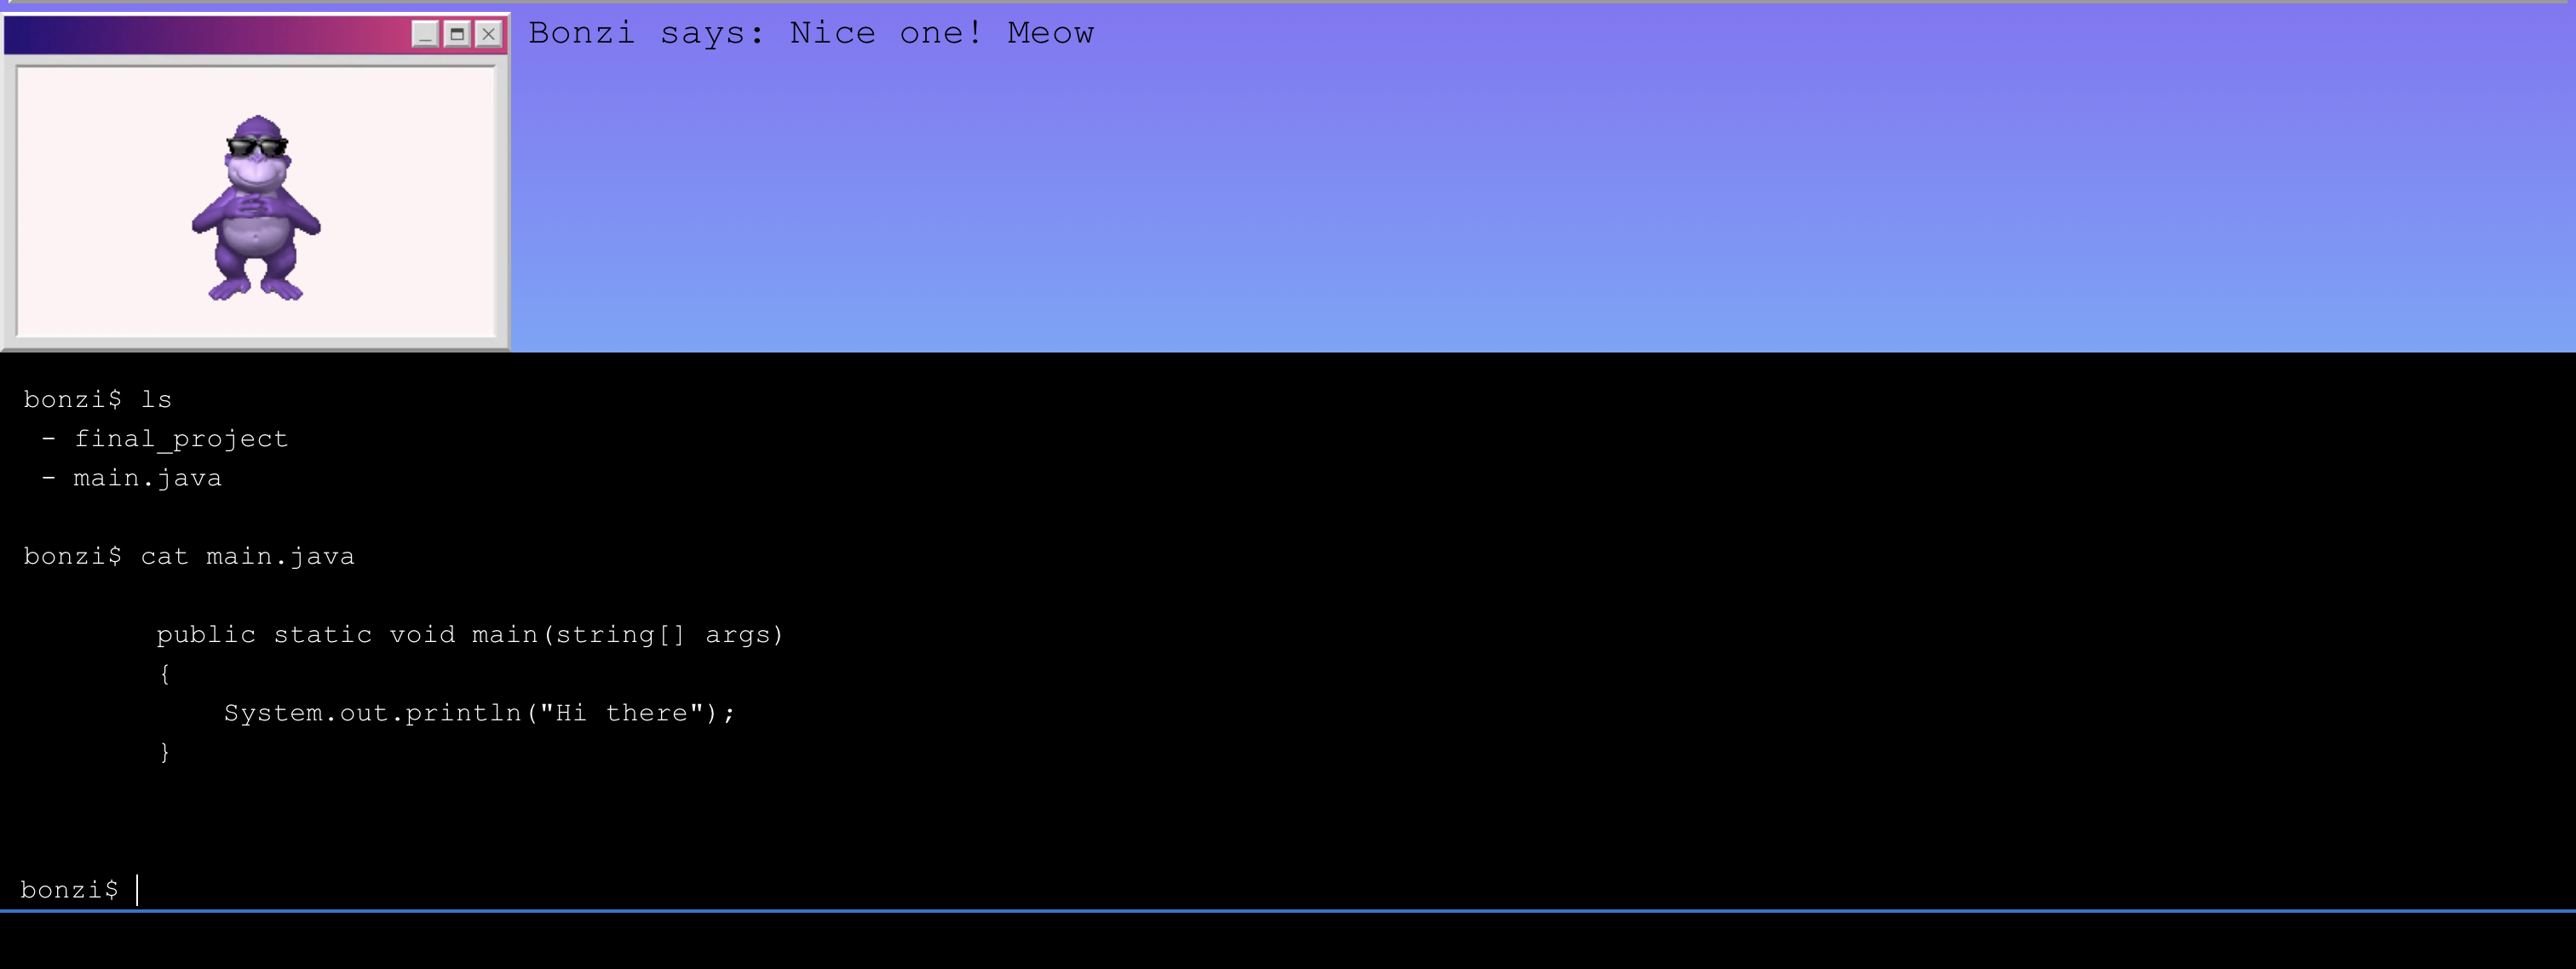 Bonzi says: Nice one! Meow
bonzi$ ls
- final_project
- main.java
bonzi$ cat main.java
public static void main(string[] args)
{
System.out.println("Hi there");
}
bonzi$